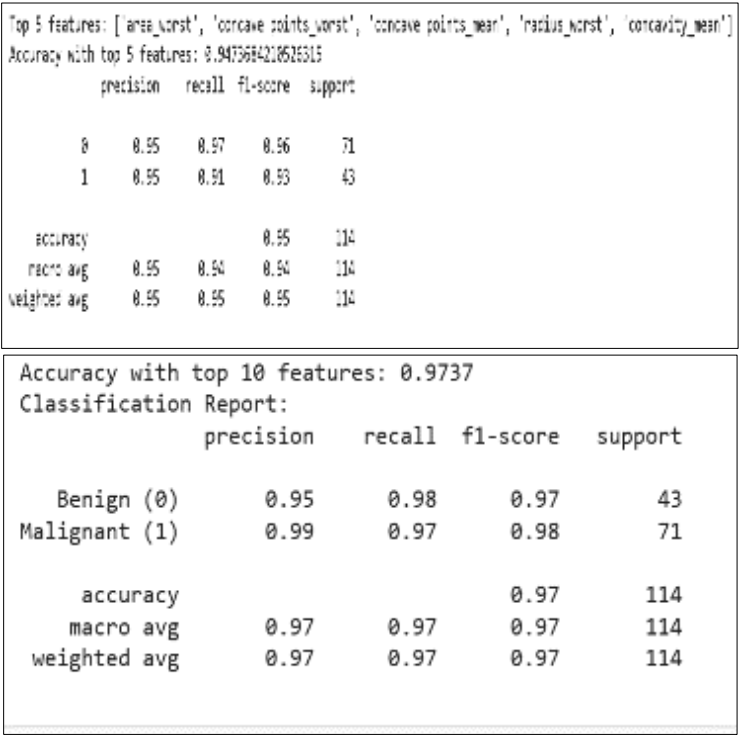 Top 5 features: ['area_worst', 'concave points_worst', 'concave points_mean', 'radius_worst', 'concavity_mean']
Accuracy with top 5 features: 0.9473684210526315
precision recall f1-score support
0 0.95 0.97 0.96 71
1 0.95 0.91 0.93 43
accuracy 0.95 114
macro avg 0.95 0.94 0.94 114
weighted avg 0.95 0.95 0.95 114
Accuracy with top 10 features: 0.9737
Classification Report:
precision recall f1-score support
Benign (0) 0.95 0.98 0.97 43
Malignant (1) 0.99 0.97 0.98 71
accuracy 0.97 114
macro avg 0.97 0.97 0.97 114
weighted avg 0.97 0.97 0.97 114